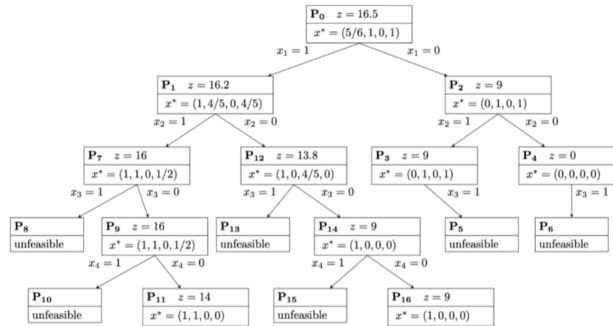 P₀ z = 16.5
x* = (5/6, 1, 0, 1)
x₁ = 1
x₁ = 0
P₁ z = 16.2
x* = (1, 4/5, 0, 4/5)
P₂ z = 9
x* = (0, 1, 0, 1)
x₂ = 1
x₂ = 0
x₂ = 1
x₂ = 0
P₇ z = 16
x* = (1, 1, 0, 1/2)
P₁₂ z = 13.8
x* = (1, 0, 4/5, 0)
P₃ z = 9
x* = (0, 1, 0, 1)
P₄ z = 0
x* = (0, 0, 0, 0)
x₃ = 1
x₃ = 0
x₃ = 1
x₃ = 0
x₃ = 1
x₃ = 1
P₈
unfeasible
P₉ z = 16
x* = (1, 1, 0, 1/2)
P₁₃
unfeasible
P₁₄ z = 9
x* = (1, 0, 0, 0)
P₅
unfeasible
P₆
unfeasible
x₄ = 1
x₄ = 0
x₄ = 1
x₄ = 0
P₁₀
unfeasible
P₁₁ z = 14
x* = (1, 1, 0, 0)
P₁₅
unfeasible
P₁₆ z = 9
x* = (1, 0, 0, 0)